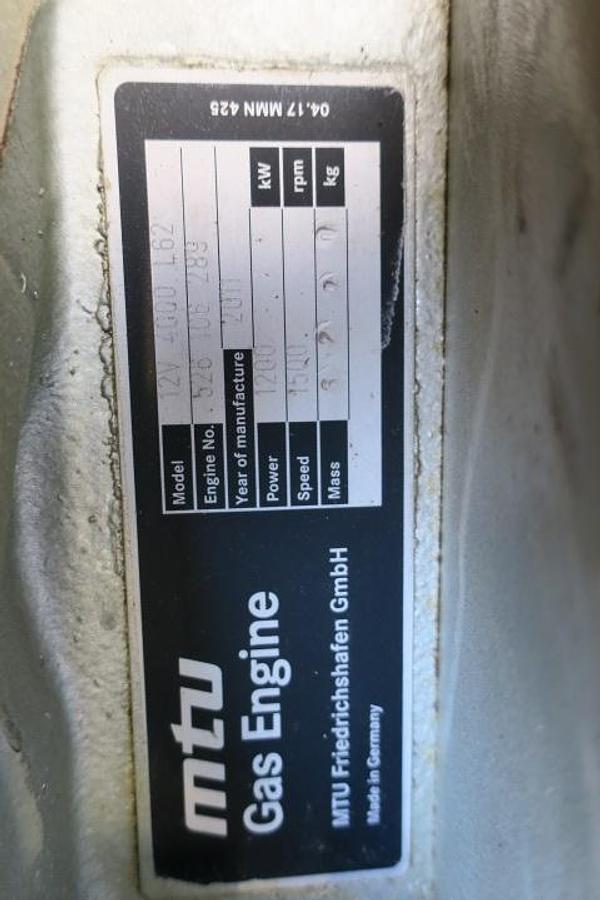 mtu
Gas Engine
MTU Friedrichshafen GmbH
Made in Germany
Model 12V 4000 L62
Engine No. 526 106 289
Year of manufacture
Power 1200 kW
Speed 1500 rpm
Mass kg
04.17 MMN 425